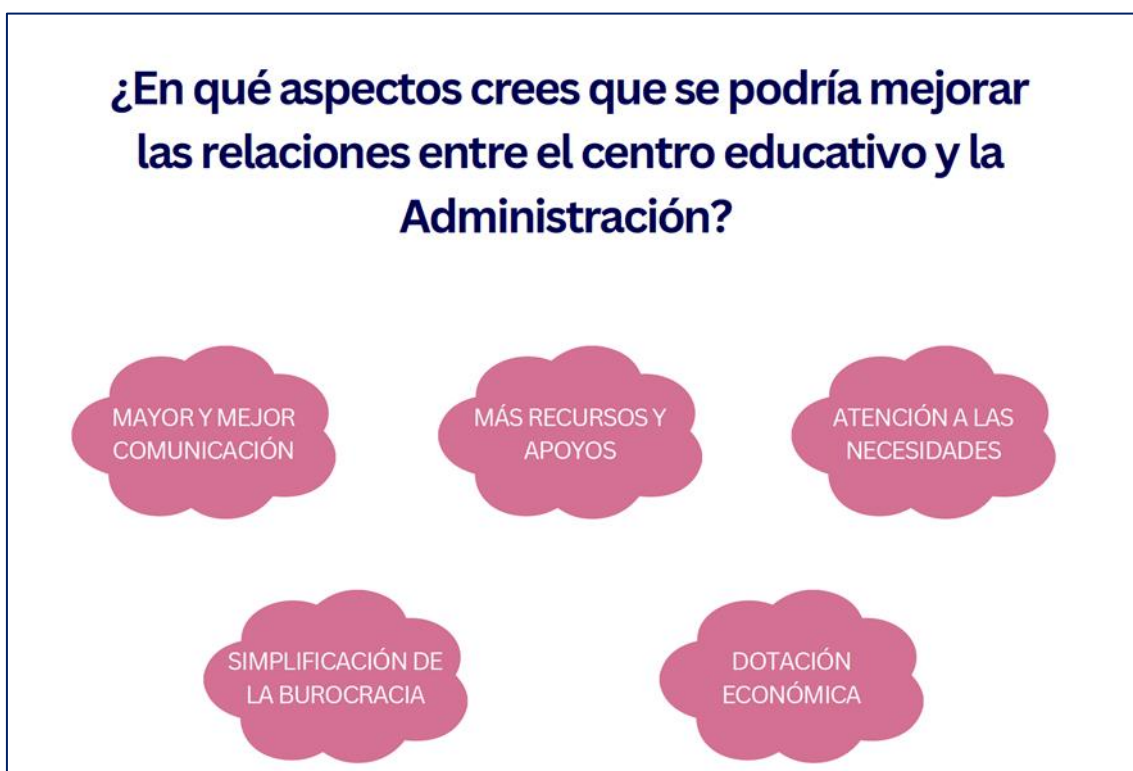 ¿En qué aspectos crees que se podría mejorar
las relaciones entre el centro educativo y la
Administración?
MAYOR Y MEJOR
COMUNICACIÓN
MÁS RECURSOS Y
APOYOS
ATENCIÓN A LAS
NECESIDADES
SIMPLIFICACIÓN DE
LA BUROCRACIA
DOTACIÓN
ECONÓMICA